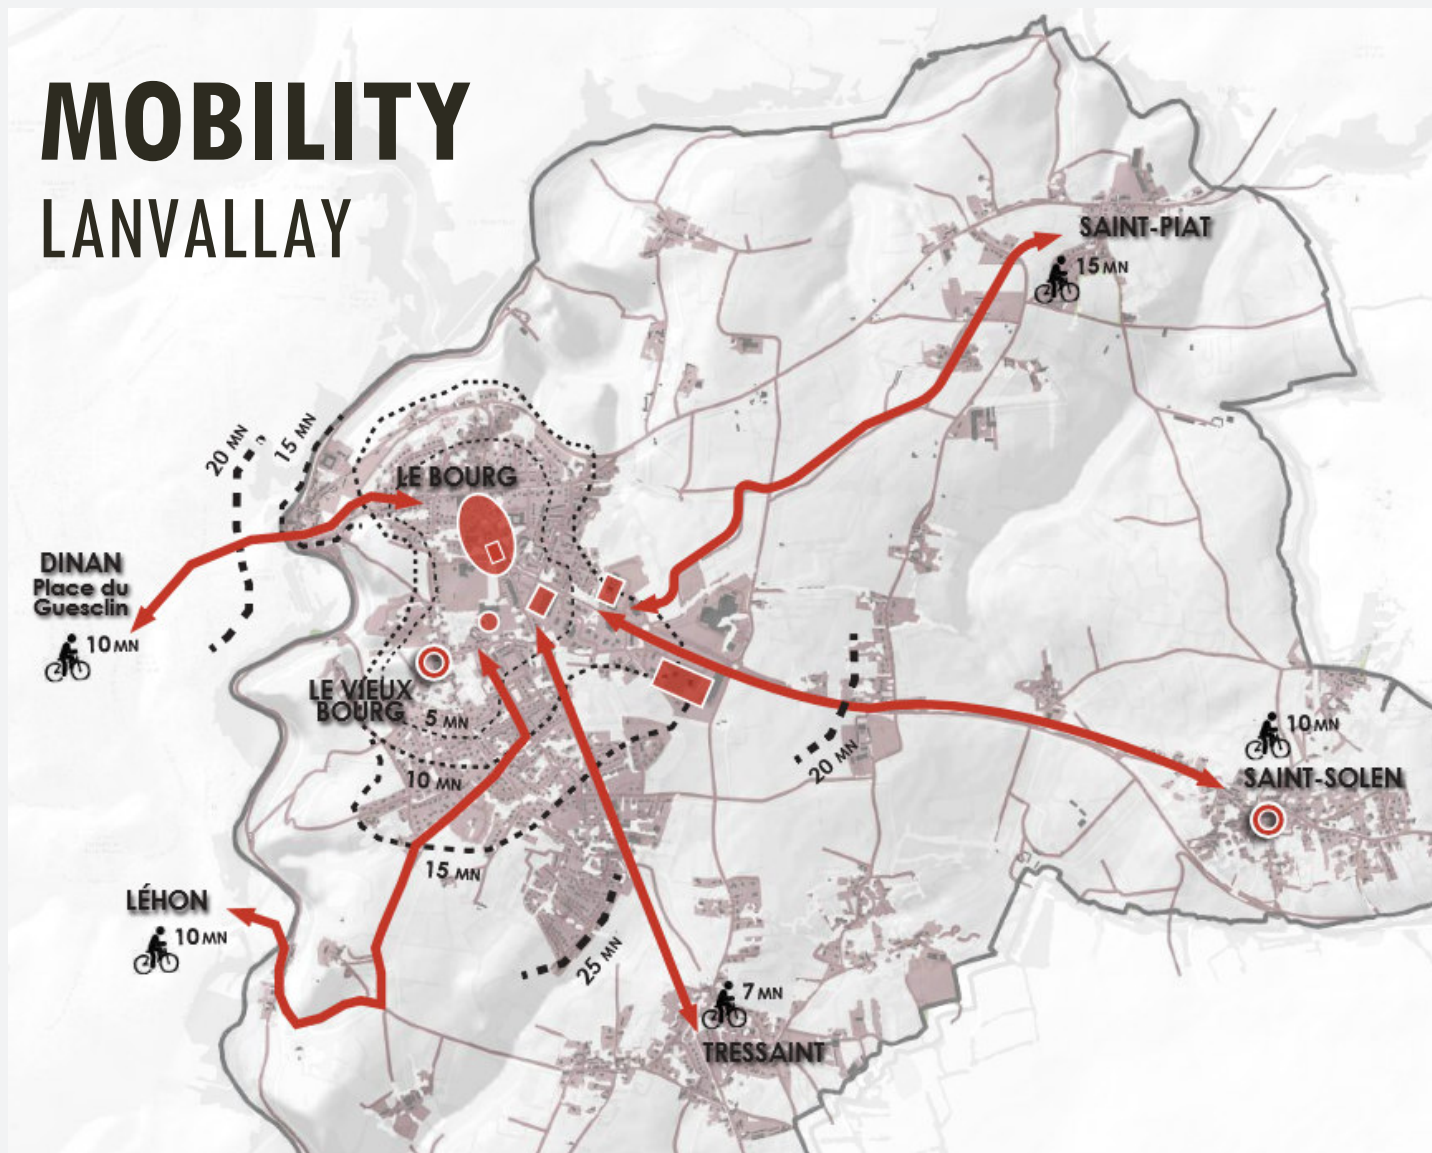 MOBILITY
LANVALLAY
SAINT-PIAT
15 MN
20 MN
15 MN
LE BOURG
DINAN
Place du
Guesclin
10 MN
LE VIEUX
BOURG
5 MN
10 MN
15 MN
20 MN
10 MN
SAINT-SOLEN
LÉHON
10 MN
25 MN
7 MN
TRESSAINT